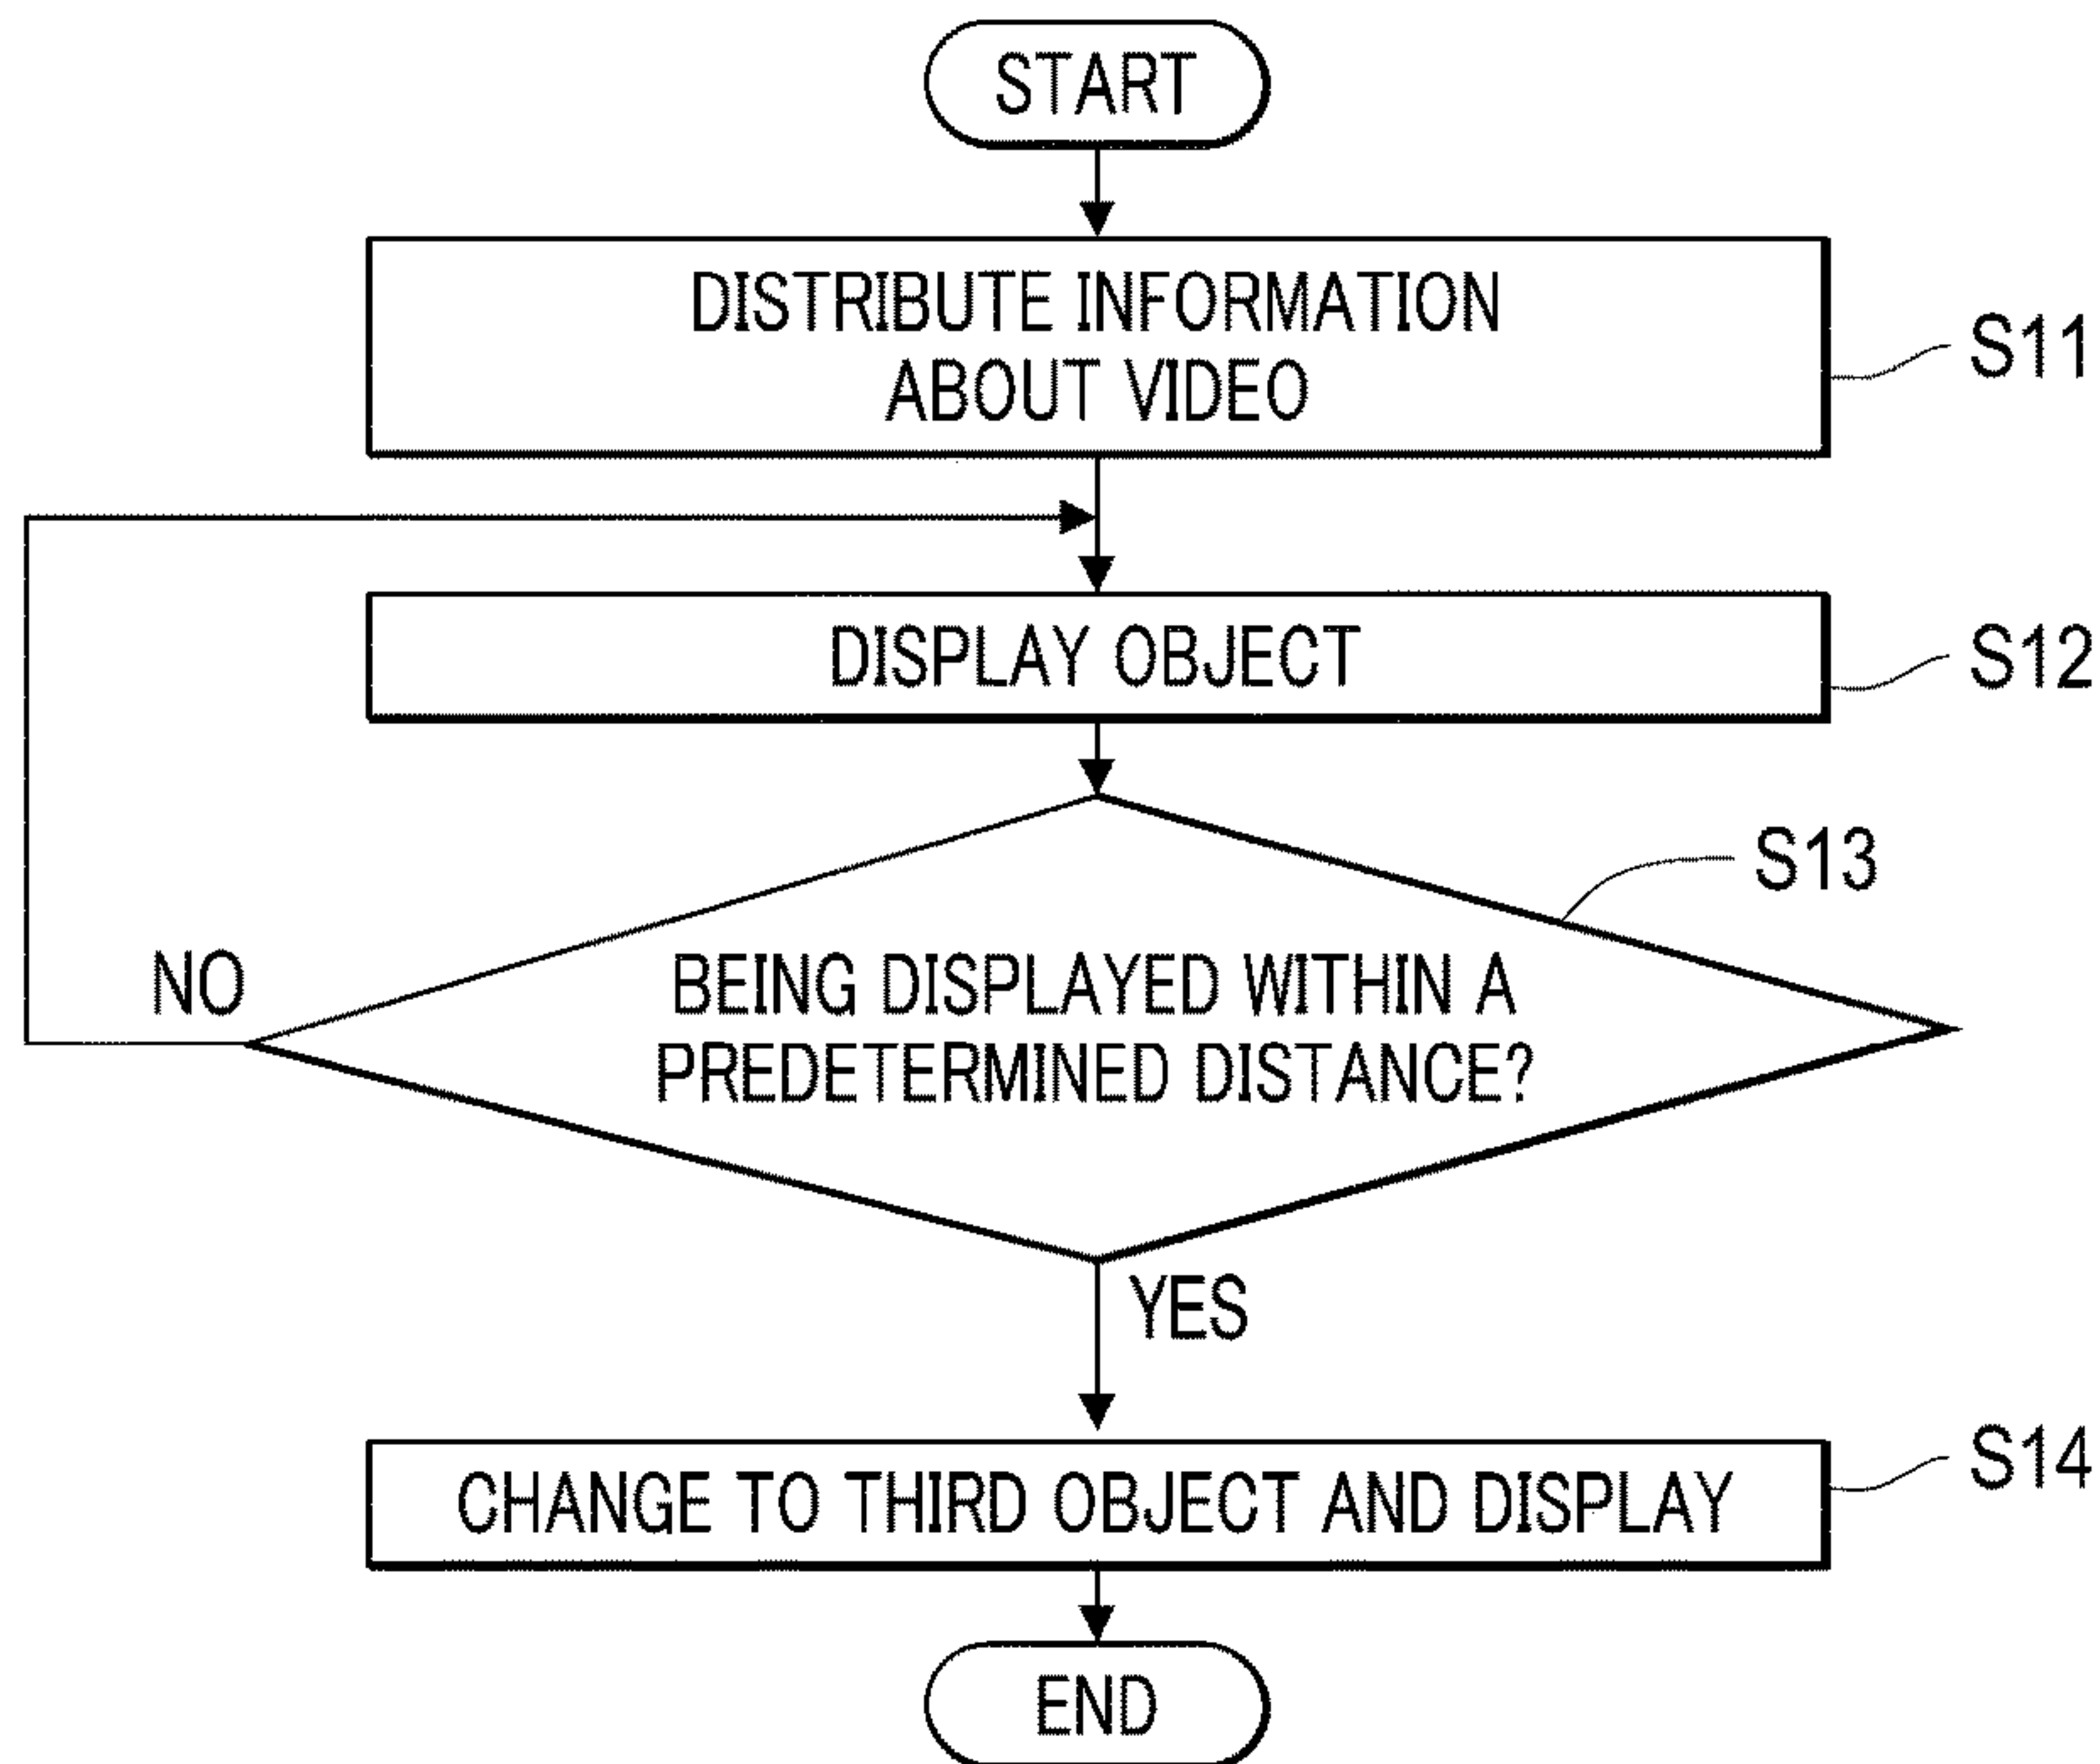 START
DISTRIBUTE INFORMATION
ABOUT VIDEO
S11
DISPLAY OBJECT
S12
S13
BEING DISPLAYED WITHIN A
PREDETERMINED DISTANCE?
NO
YES
CHANGE TO THIRD OBJECT AND DISPLAY
S14
END